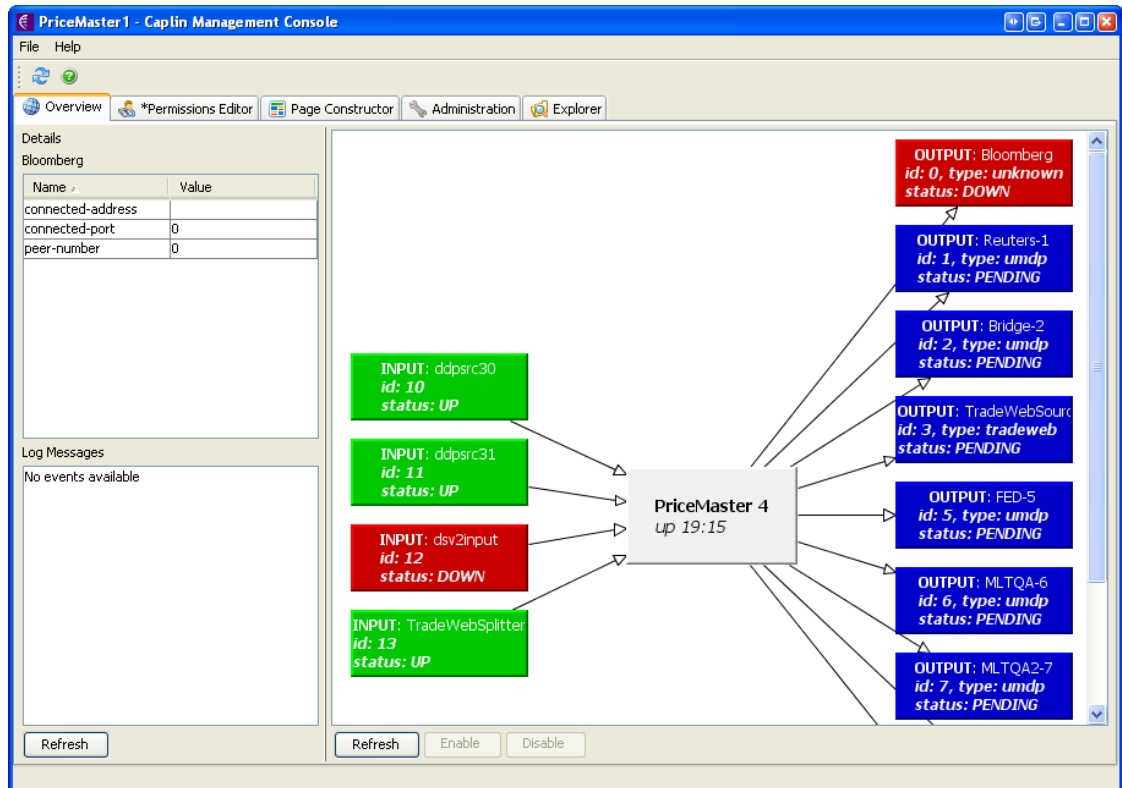 PriceMaster1 - Caplin Management Console
File Help
Overview *Permissions Editor Page Constructor Administration Explorer
Details
Bloomberg
Name Value
connected-address
connected-port 0
peer-number 0
Log Messages
No events available
Refresh
INPUT: ddpsrc30
id: 10
status: UP
INPUT: ddpsrc31
id: 11
status: UP
INPUT: dsv2input
id: 12
status: DOWN
INPUT: TradeWebSplitter
id: 13
status: UP
PriceMaster 4
up 19:15
OUTPUT: Bloomberg
id: 0, type: unknown
status: DOWN
OUTPUT: Reuters-1
id: 1, type: umdp
status: PENDING
OUTPUT: Bridge-2
id: 2, type: umdp
status: PENDING
OUTPUT: TradeWebSourc
id: 3, type: tradeweb
status: PENDING
OUTPUT: FED-5
id: 5, type: umdp
status: PENDING
OUTPUT: MLTQA-6
id: 6, type: umdp
status: PENDING
OUTPUT: MLTQA2-7
id: 7, type: umdp
status: PENDING
Refresh Enable Disable